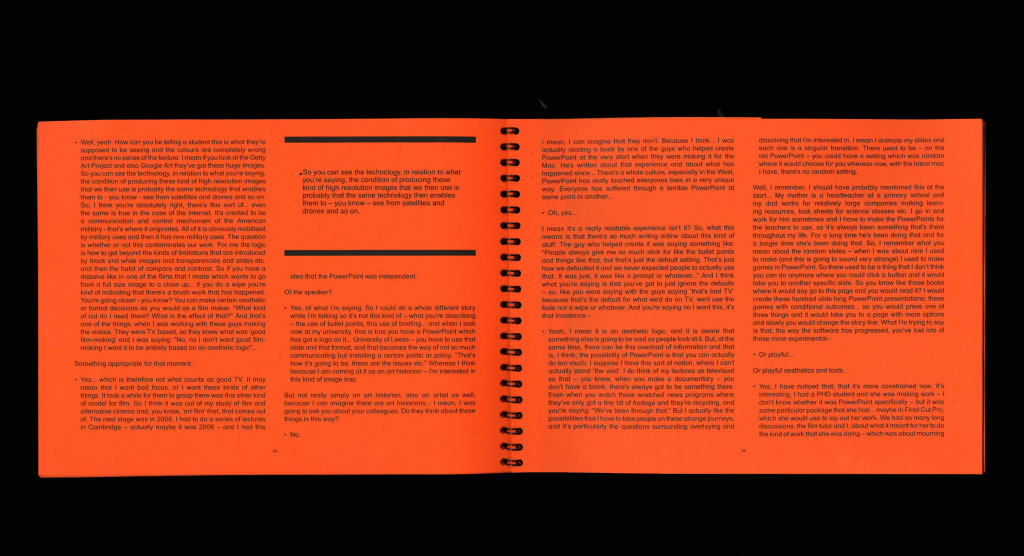 • Well, yeah. How can you be telling a student this is what they're
supposed to be seeing and the colours are completely wrong
and there's no sense of the texture. I mean if you look at the Getty
Art Project and also Google Art they've got these huge images.
So you can see the technology, in relation to what you're saying,
the condition of producing these kind of high resolution images
that we then use is probably the same technology that enables
them to - you know - see from satellites and drones and so on.
So, I think you're absolutely right, there's this sort of... even
the same is true in the case of the internet. It's created to be
a communication and control mechanism of the American
military - that's where it originates. All of it is obviously mobilised
by military uses and then it has non-military uses. The question
is whether or not this contaminates our work. For me the logic
is how to get beyond the kinds of limitations that are introduced
by black and white images and transparencies and slides etc.
and then the habit of compare and contrast. So if you have a
dissolve like in one of the films that I made which wants to go
from a full size image to a close up... if you do a wipe you're
kind of indicating that there's a brush work that has happened.
You're going closer - you know? You can make certain aesthetic
or formal decisions as you would as a film maker. "What kind
of cut do I need there? What is the effect of that?" And that's
one of the things, when I was working with these guys making
the videos. They were TV based, so they knew what was 'good
film-making' and I was saying: "No, no I don't want good film-
making I want it to be entirely based on an aesthetic logic"...
Something appropriate for that moment..
• Yes... which is therefore not what counts as good TV. It may
mean that I want bad focus, or I want these kinds of other
things. It took a while for them to grasp there was this other kind
of model for film. So I think it was out of my study of film and
alternative cinema and, you know, 'art film' that, that comes out
of. The next stage was in 2006, I had to do a series of lectures
in Cambridge – actually maybe it was 2006 – and I had this
• So you can see the technology, in relation to what
you're saying, the condition of producing these
kind of high resolution images that we then use is
probably that the same technology then enables
them to – you know – see from satellites and
drones and so on.
idea that the PowerPoint was independent.
Of the speaker?
• Yes, of what I'm saying. So I could do a whole different story
while I'm talking so it's not this kind of – what you're describing
– the use of bullet points, this use of briefing... and when I look
now at my university, that is true you have a PowerPoint which
has got a logo on it... University of Leeds – you have to use that
slide and that format, and that becomes the way of not so much
communicating but installing a certain politic or policy. "That's
how it's going to be, these are the issues etc." Whereas I think
because I am coming at it as an art historian – I'm interested in
this kind of image trap.
But not really simply an art historian, also an artist as well,
because I can imagine there are art historians... I mean, I was
going to ask you about your colleagues. Do they think about these
things in this way?
• No.
I mean, I can imagine that they don't. Because I think.... I was
actually reading a book by one of the guys who helped create
PowerPoint at the very start when they were making it for the
Mac. He's written about that experience and about what has
happened since... There's a whole culture, especially in the West,
PowerPoint has really touched everyones lives in a very unique
way. Everyone has suffered through a terrible PowerPoint at
some point or another..
• Oh, yes...
I mean it's a really relatable experience isn't it? So, what this
means is that there's so much writing online about this kind of
stuff. The guy who helped create it was saying something like:
"People always give me so much stick for like the bullet points
and things like that, but that's just the default setting. That's just
how we defaulted it and we never expected people to actually use
that. It was just, it was like a prompt or whatever..." And I think
what you're saying is that you've got to just ignore the defaults
– so, like you were saying with the guys saying 'that's bad TV'
because that's the default for what we'd do on TV, we'd use the
fade not a wipe or whatever. And you're saying no I want this, it's
that insistence –
• Yeah, I mean it is an aesthetic logic, and it is aware that
something else is going to be said as people look at it. But, at the
same time, there can be this overload of information and that
is, I think, the possibility of PowerPoint is that you can actually
do too much. I suppose I have this sort of notion, where I can't
actually stand 'the void'. I do think of my lectures as televisual
so that – you know, when you make a documentary – you
don't have a blank, there's always got to be something there.
Even when you watch these wretched news programs where
they've only got a tiny bit of footage and they're recycling, and
you're saying: "We've been through that." But I actually like the
possibilities that I have to take people on these strange journeys,
and it's particularly the questions surrounding overlaying and
dissolving that I'm interested in. I mean I animate my slides and
each one is a singular transition. There used to be – on the
old PowerPoint – you could have a setting which was random
where it would choose for you whereas now, with the latest mac
I have, there's no random setting.
Well, I remember, I should have probably mentioned this at the
start... My mother is a headteacher at a primary school and
my dad works for relatively large companies making learn-
ing resources, task sheets for science classes etc. I go in and
work for him sometimes and I have to make the PowerPoints for
the teachers to use, so it's always been something that's there
throughout my life. For a long time he's been doing that and for
a longer time she's been doing that. So, I remember what you
mean about the random slides – when I was about nine I used
to make (and this is going to sound very strange) I used to make
games in PowerPoint. So there used to be a thing that I don't think
you can do anymore where you could click a button and it would
take you to another specific slide. So you know like those books
where it would say go to this page and you would read it? I would
create these hundred slide long PowerPoint presentations; these
games with conditional outcomes... so you would press one of
three things and it would take you to a page with more options
and slowly you would change the story line. What I'm trying to say
is that, the way the software has progressed, you've lost lots of
those more experimental–
• Or playful...
Or playful aesthetics and tools.
• Yes, I have noticed that, that it's more constrained now. It's
interesting, I had a PHD student and she was making work – I
don't know whether it was PowerPoint specifically – but it was
some particular package that she had... maybe in Final Cut Pro,
which she would use to lay out her work. We had so many long
discussions, the film tutor and I, about what it meant for her to do
the kind of work that she was doing – which was about mourning